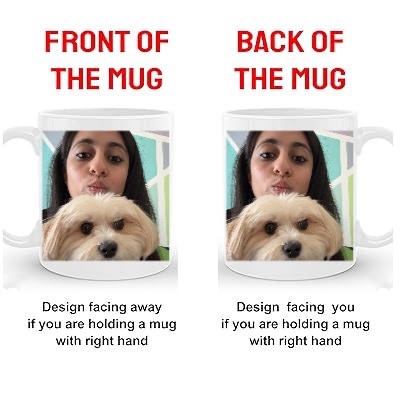 FRONT OF
THE MUG
BACK OF
THE MUG
Design facing away
if you are holding a mug
with right hand
Design facing you
if you are holding a mug
with right hand